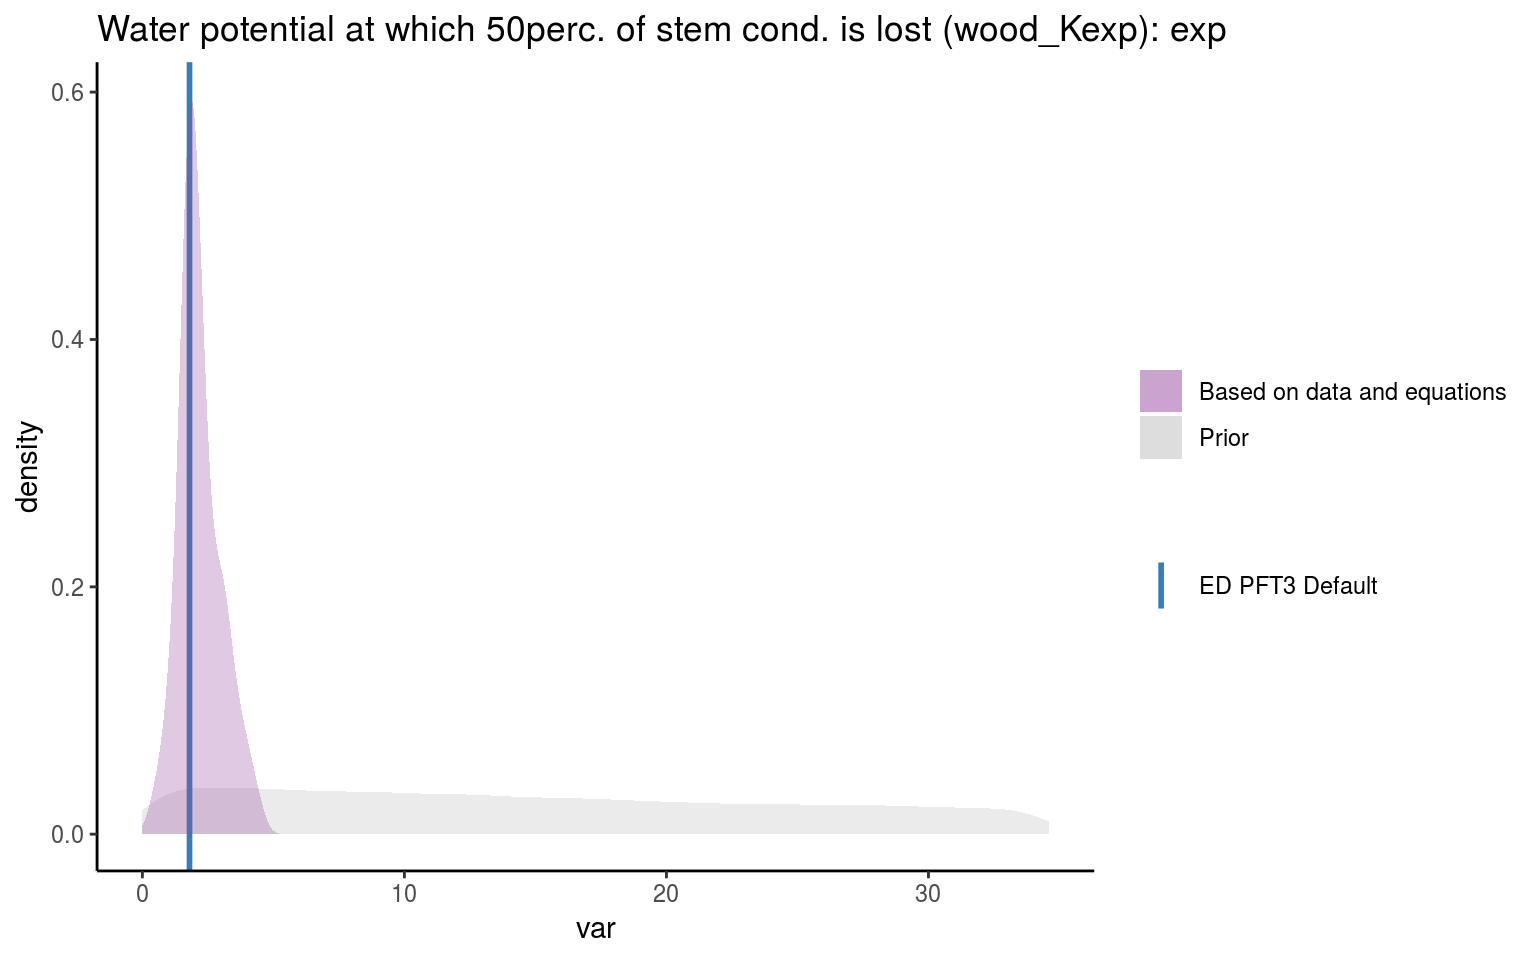 Water potential at which 50perc. of stem cond. is lost (wood_Kexp): exp
0.6
0.4
0.2
0.0
density
0
10
20
30
var
Based on data and equations
Prior
ED PFT3 Default